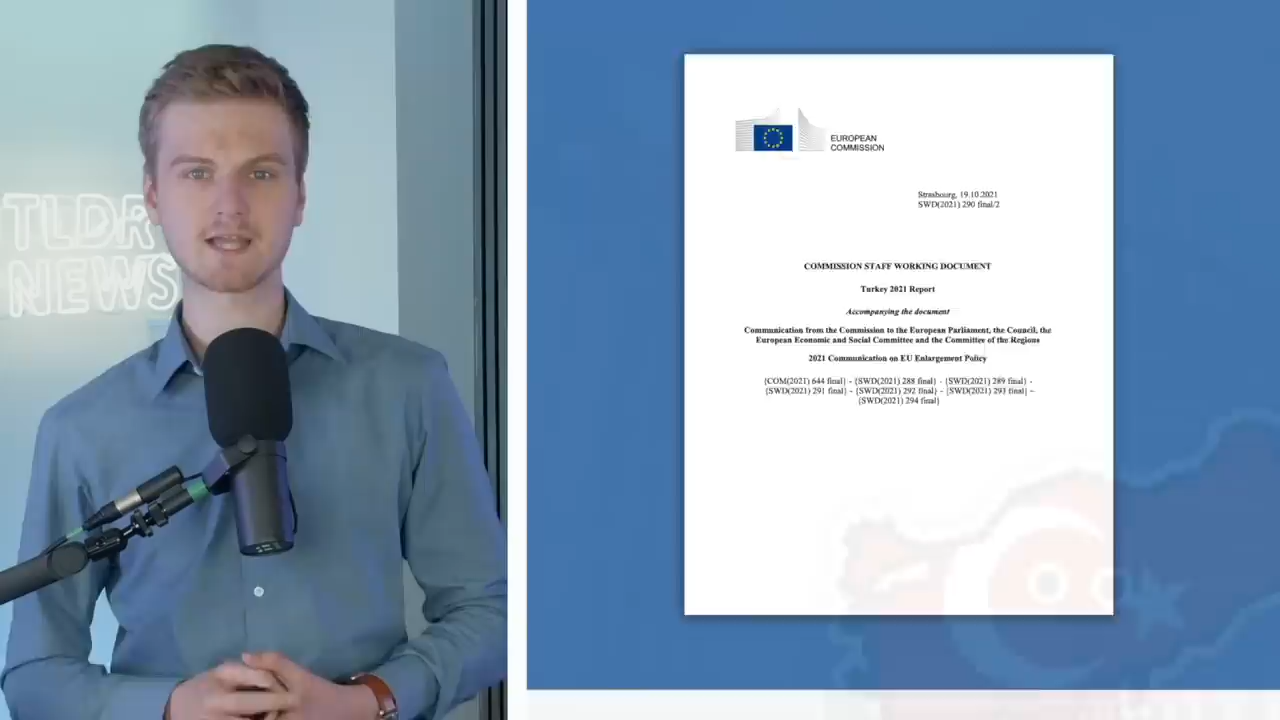 TLDR
NEWS
EUROPEAN
COMMISSION
Strasbourg, 19.10.2021
SWD(2021) 290 final/2
COMMISSION STAFF WORKING DOCUMENT
Turkey 2021 Report
Accompanying the document
Communication from the Commission to the European Parliament, the Council, the
European Economic and Social Committee and the Committee of the Regions
2021 Communication on EU Enlargement Policy
{COM(2021) 644 final} - {SWD(2021) 288 final} - {SWD(2021) 289 final} -
{SWD(2021) 291 final} - {SWD(2021) 292 final} - {SWD(2021) 293 final} –
{SWD(2021) 294 final}